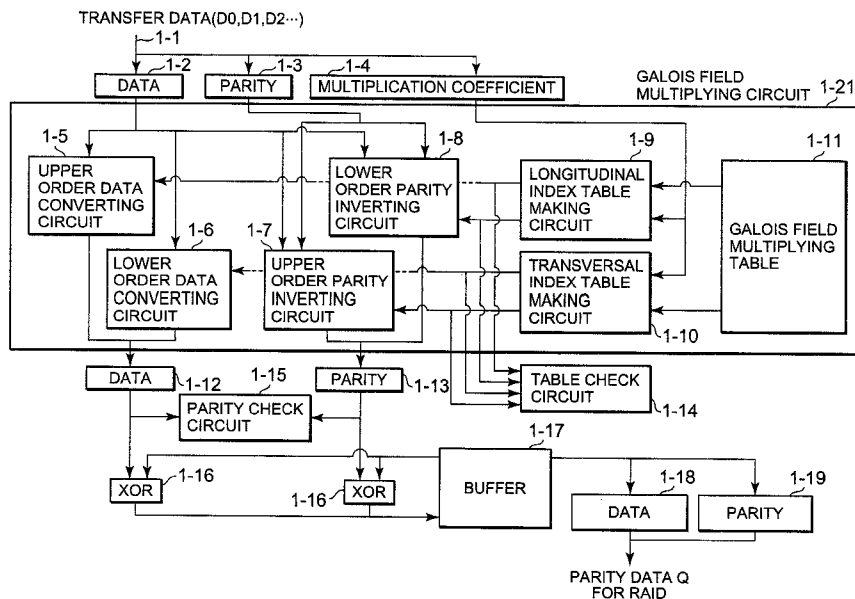 TRANSFER DATA(D0,D1,D2···)
1-1
1-2
1-3
1-4
DATA
PARITY
MULTIPLICATION COEFFICIENT
GALOIS FIELD
MULTIPLYING CIRCUIT
1-21
1-5
UPPER
ORDER DATA
CONVERTING
CIRCUIT
1-8
LOWER
ORDER PARITY
INVERTING
CIRCUIT
1-9
LONGITUDINAL
INDEX TABLE
MAKING
CIRCUIT
1-11
GALOIS FIELD
MULTIPLYING
TABLE
1-6
LOWER
ORDER DATA
CONVERTING
CIRCUIT
1-7
UPPER
ORDER PARITY
INVERTING
CIRCUIT
TRANSVERSAL
INDEX TABLE
MAKING
CIRCUIT
1-10
DATA
1-12
1-15
PARITY
1-13
TABLE CHECK
CIRCUIT
1-14
PARITY CHECK
CIRCUIT
1-17
BUFFER
XOR
1-16
1-16
XOR
1-18
DATA
1-19
PARITY
PARITY DATA Q
FOR RAID